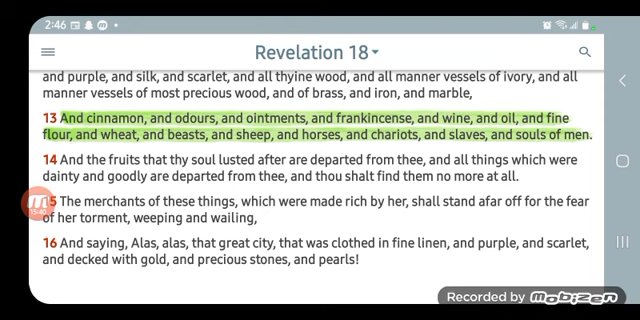 2:46
Revelation 18
and purple, and silk, and scarlet, and all thyine wood, and all manner vessels of ivory, and all
manner vessels of most precious wood, and of brass, and iron, and marble,
13 And cinnamon, and odours, and ointments, and frankincense, and wine, and oil, and fine
flour, and wheat, and beasts, and sheep, and horses, and chariots, and slaves, and souls of men.
14 And the fruits that thy soul lusted after are departed from thee, and all things which were
dainty and goodly are departed from thee, and thou shalt find them no more at all.
15 The merchants of these things, which were made rich by her, shall stand afar off for the fear
15:40
of her torment, weeping and wailing,
16 And saying, Alas, alas, that great city, that was clothed in fine linen, and purple, and scarlet,
and decked with gold, and precious stones, and pearls!
Recorded by Mobizen